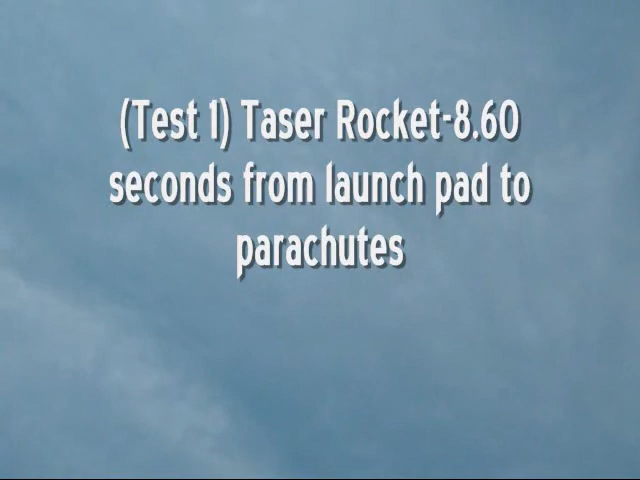 (Test 1) Taser Rocket-8.60
seconds from launch pad to
parachutes